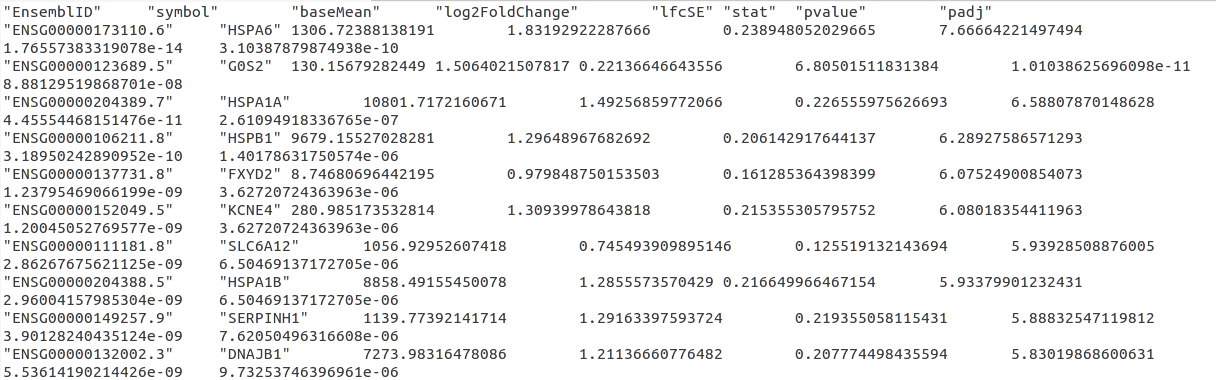 "EnsemblID" "symbol" "baseMean" "log2FoldChange" "lfcSE" "stat" "pvalue" "padj"
"ENSG00000173110.6" "HSPA6" 1306.72388138191 1.83192922287666 0.238948052029665 7.66664221497494
1.76557383319078e-14 3.10387879874938e-10
"ENSG00000123689.5" "G0S2" 130.15679282449 1.5064021507817 0.22136646643556 6.80501511831384 1.01038625696098e-11
8.88129519868701e-08
"ENSG00000204389.7" "HSPA1A" 10801.7172160671 1.49256859772066 0.226555975626693 6.58807870148628
4.45554468151476e-11 2.61094918336765e-07
"ENSG00000106211.8" "HSPB1" 9679.15527028281 1.29648967682692 0.206142917644137 6.28927586571293
3.18950242890952e-10 1.40178631750574e-06
"ENSG00000137731.8" "FXYD2" 8.74680696442195 0.979848750153503 0.161285364398399 6.07524900854073
1.23795469066199e-09 3.62720724363963e-06
"ENSG00000152049.5" "KCNE4" 280.985173532814 1.30939978643818 0.215355305795752 6.08018354411963
1.20045052769577e-09 3.62720724363963e-06
"ENSG00000111181.8" "SLC6A12" 1056.92952607418 0.745493909895146 0.125519132143694 5.93928508876005
2.86267675621125e-09 6.50469137172705e-06
"ENSG00000204388.5" "HSPA1B" 8858.49155450078 1.2855573570429 0.216649966467154 5.93379901232431
2.96004157985304e-09 6.50469137172705e-06
"ENSG00000149257.9" "SERPINH1" 1139.77392141714 1.29163397593724 0.219355058115431 5.88832547119812
3.90128240435124e-09 7.62050496316608e-06
"ENSG00000132002.3" "DNAJB1" 7273.98316478086 1.21136660776482 0.207774498435594 5.83019868600631
5.53614190214426e-09 9.73253746396961e-06